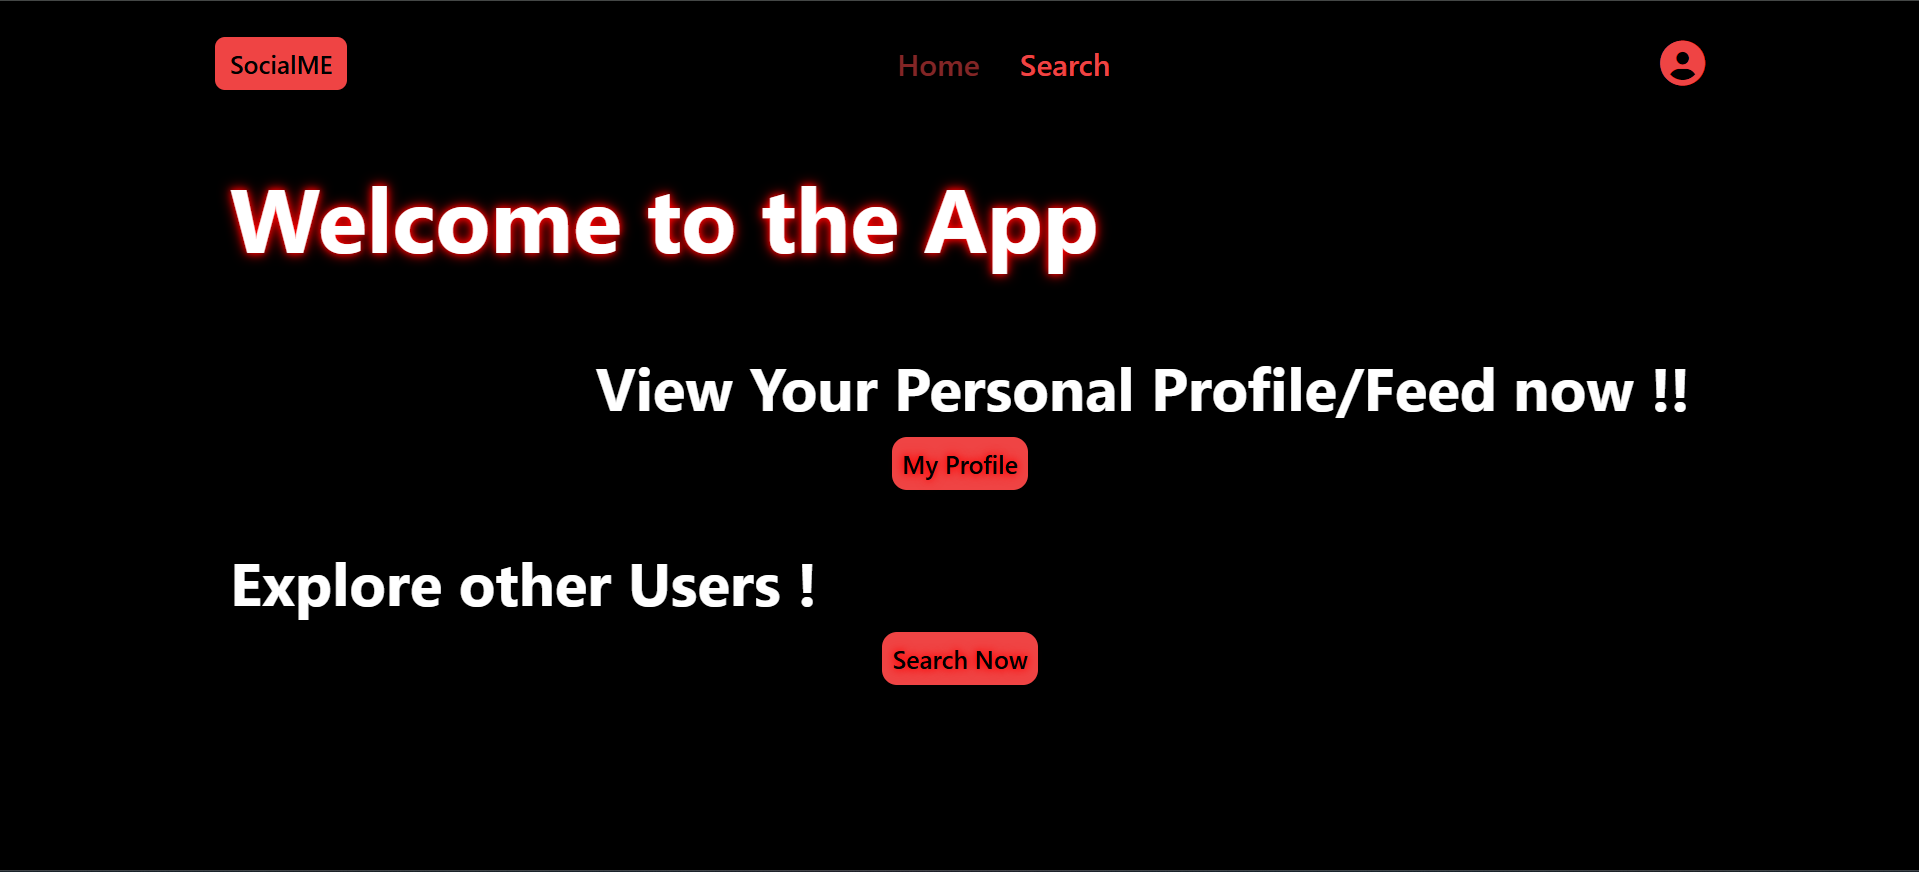 SocialME
Home Search
Welcome to the App
View Your Personal Profile/Feed now !!
My Profile
Explore other Users !
Search Now